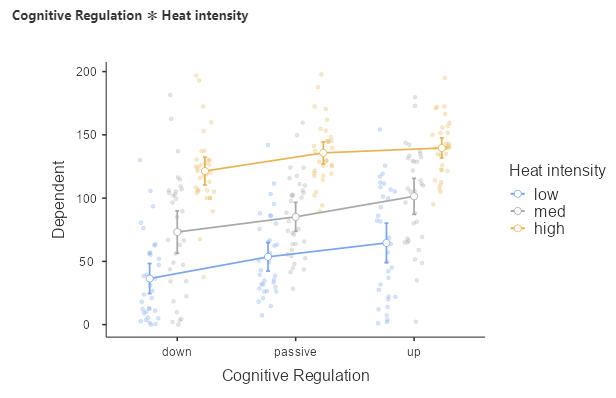 Cognitive Regulation ✻ Heat intensity
200
150
100
50
0
Dependent
down passive up
Cognitive Regulation
Heat intensity
low
med
high